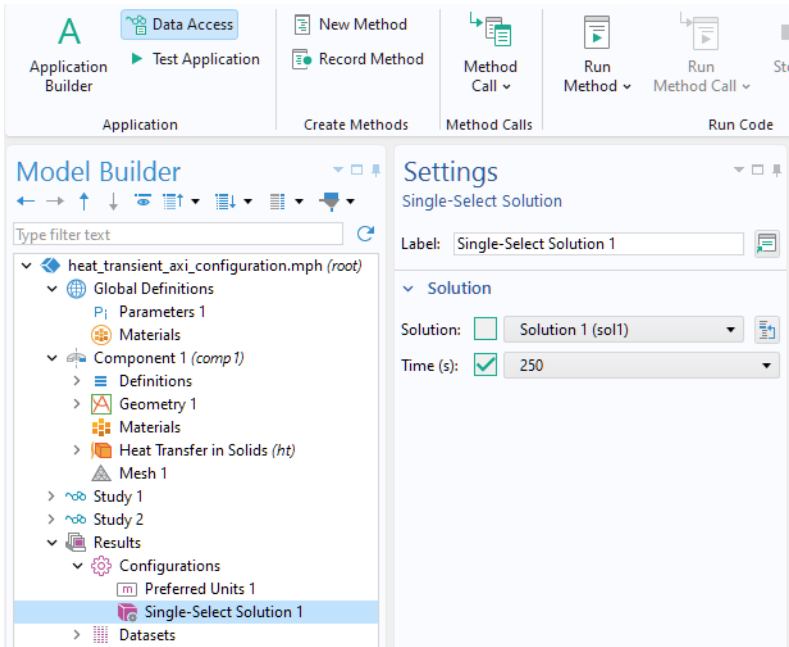 Application Builder
Data Access
Test Application
Application
New Method
Record Method
Create Methods
Method Call
Method Calls
Run Method
Run Method Call
Run Code
Model Builder
Type filter text
heat_transient_axi_configuration.mph (root)
Global Definitions
Pi Parameters 1
Materials
Component 1 (comp1)
Definitions
Geometry 1
Materials
Heat Transfer in Solids (ht)
Mesh 1
Study 1
Study 2
Results
Configurations
m Preferred Units 1
Single-Select Solution 1
Datasets
Settings
Single-Select Solution
Label: Single-Select Solution 1
Solution
Solution: Solution 1 (sol1)
Time (s): 250